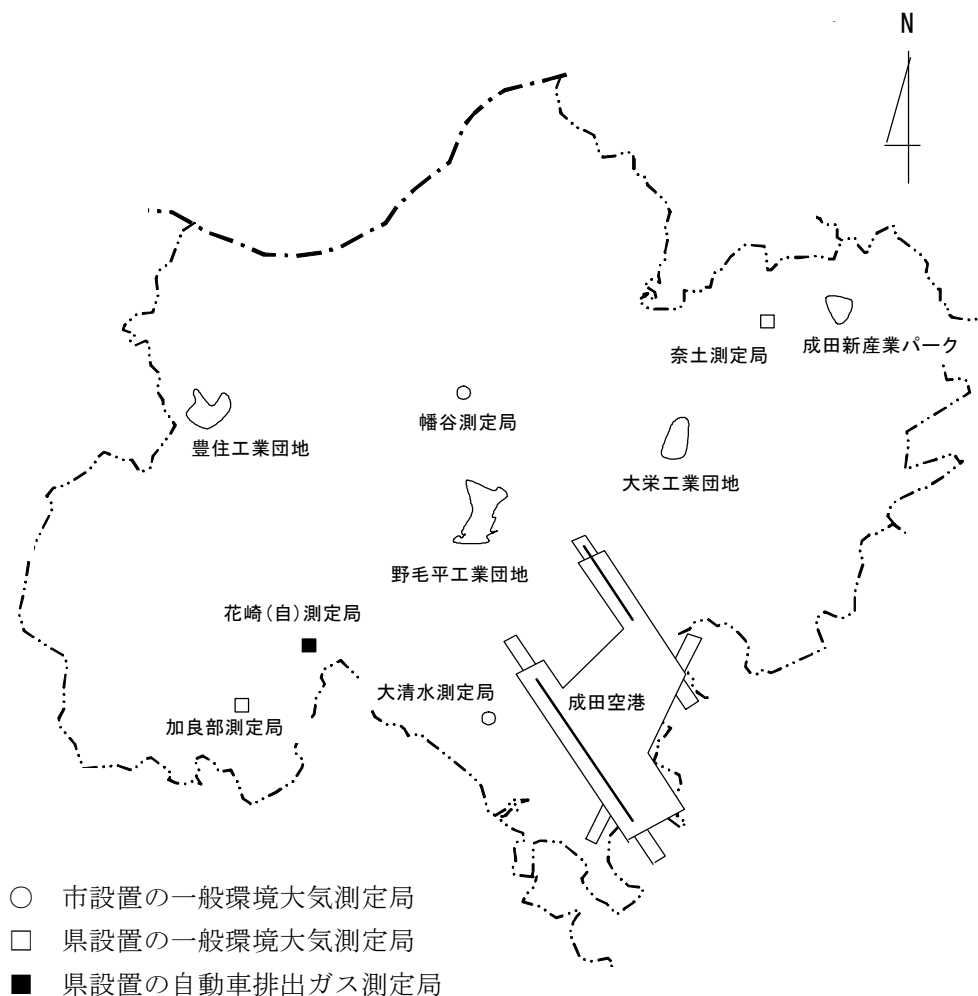 N
奈土測定局
成田新産業パーク
幡谷測定局
豊住工業団地
大栄工業団地
野毛平工業団地
花崎(自)測定局
大清水測定局
成田空港
加良部測定局
○ 市設置の一般環境大気測定局
□ 県設置の一般環境大気測定局
■ 県設置の自動車排出ガス測定局